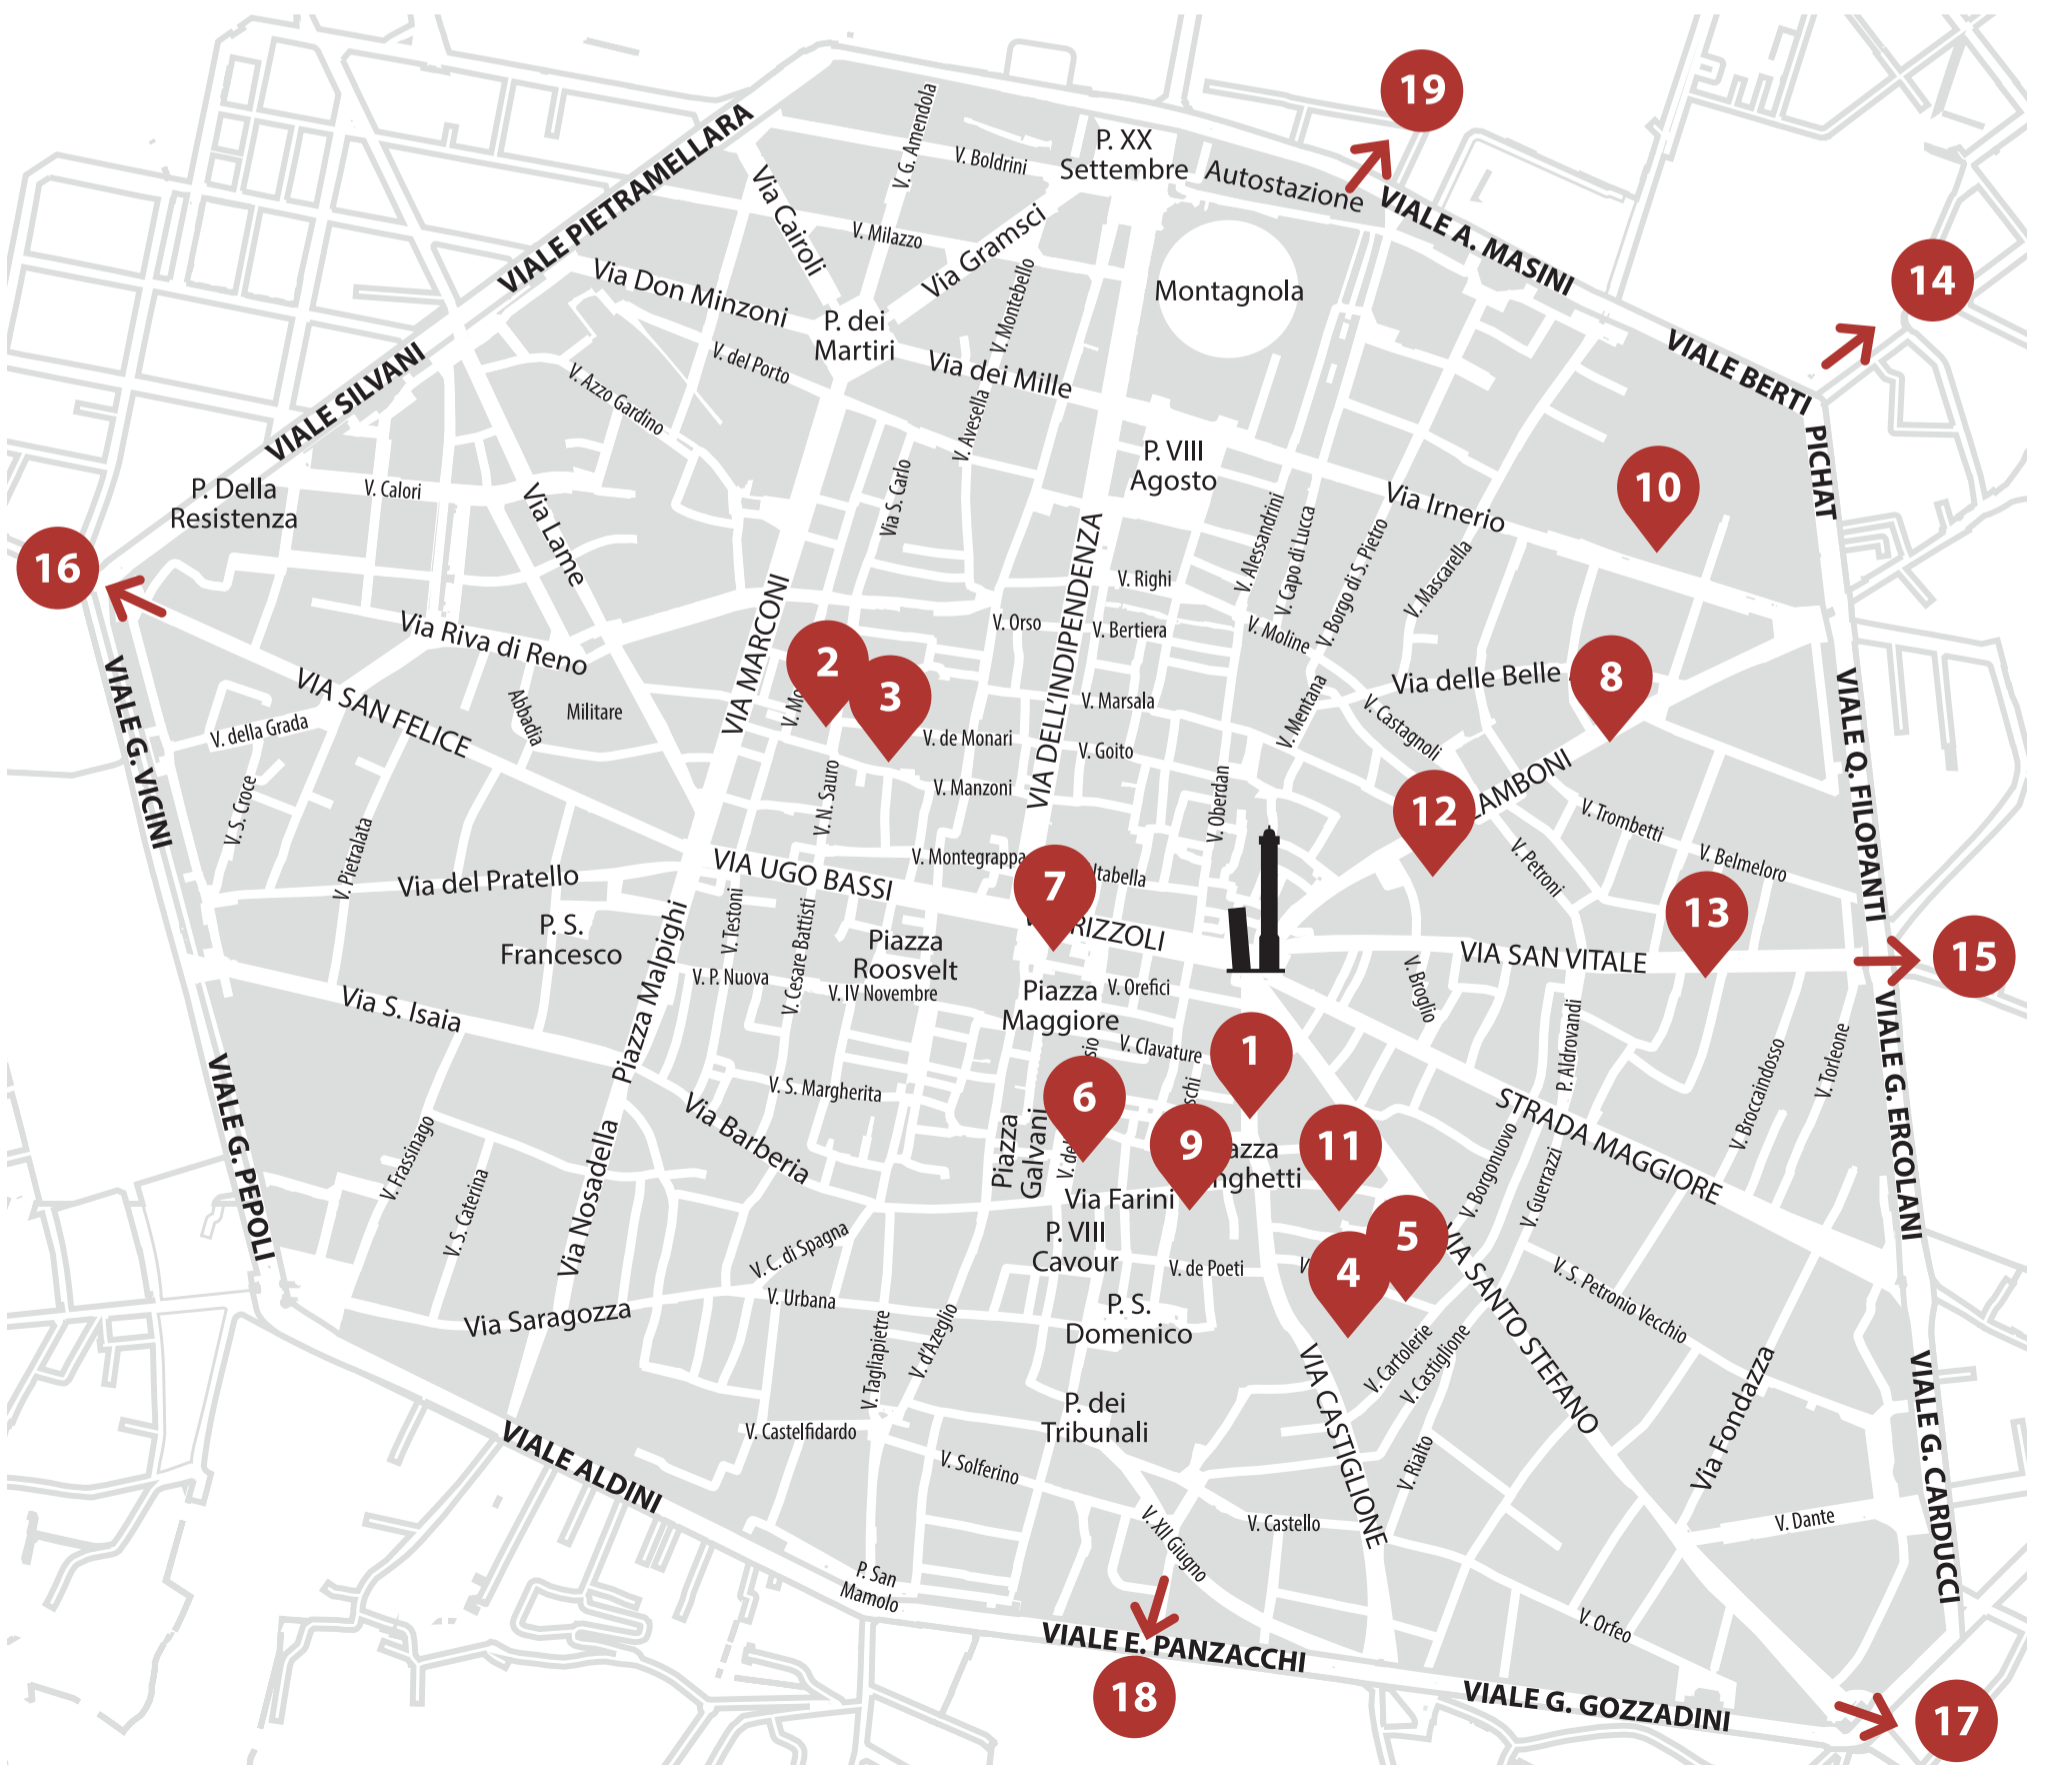 19
P. XX
Settembre
V. G. Amendola
V. Boldrini
Autostazione
VIALE PIETRAMELLARA
Via Cairoli
V. Milazzo
Via Gramsci
VIALE A. MASINI
14
Via Don Minzoni
V. Montebello
Montagnola
P. dei
Martiri
V. del Porto
Via dei Mille
VIALE BERTI
PICHAT
VIALE SILVANI
V. Azzo Gardino
V. Avesella
P. VIII
Agosto
10
P. Della
Resistenza
V. Calori
Via Lame
Via S. Carlo
Via Irnerio
16
VIA DELL'INDIPENDENZA
V. Alessandrini
V. Capo di Lucca
V. Borgo di S. Pietro
V. Mascarella
V. Righi
Via Riva di Reno
VIA MARCONI
V. Orso
V. Bertiera
V. Moline
2
3
8
Via delle Belle
VIALE G. VICINI
VIA SAN FELICE
Abbadia
Militare
V. Mo
V. Marsala
V. Mentana
V. Castagnoli
VIALE Q. FILOPANTI
V. della Grada
V. de Monari
V. Goito
V. S. Croce
V. N. Sauro
V. Manzoni
V. Oberdan
12
AMBONI
V. Trombetti
V. Pietralata
VIA UGO BASSI
V. Montegrappa
7
ltabella
V. Petroni
V. Belmeloro
Via del Pratello
13
P. S.
Francesco
V. Testoni
V. Cesare Battisti
Piazza
Roosvelt
RIZZOLI
VIA SAN VITALE
15
Piazza Malpighi
V. P. Nuova
V. IV Novembre
Piazza
Maggiore
V. Orefici
V. Broglio
Via S. Isaia
V. Clavature
sio
1
P. Aldrovandi
V. Broccaindosso
V. Torleone
VIALE G. ERCOLANI
VIALE G. PEPOLI
V. S. Margherita
6
schi
STRADA MAGGIORE
Via Barberia
Piazza
Galvani
V. de
9
azza
nghetti
11
V. Frassinago
V. S. Caterina
Via Nosadella
Via Farini
V. Borgonuovo
V. Guerrazzi
P. VIII
Cavour
5
4
V. C. di Spagna
V. de Poeti
V
VIA SANTO STEFANO
V. S. Petronio Vecchio
V. Urbana
Via Saragozza
P. S.
Domenico
V. Tagliapietre
V. d'Azeglio
V. Cartolerie
V. Castiglione
Via Fondazza
VIALE G. CARDUCCI
P. dei
Tribunali
VIA CASTIGLIONE
V. Castelfidardo
VIALE ALDINI
V. Solferino
V. Rialto
V. XII Giugno
V. Castello
V. Dante
P. San
Mamolo
VIALE E. PANZACCHI
V. Orfeo
18
VIALE G. GOZZADINI
17